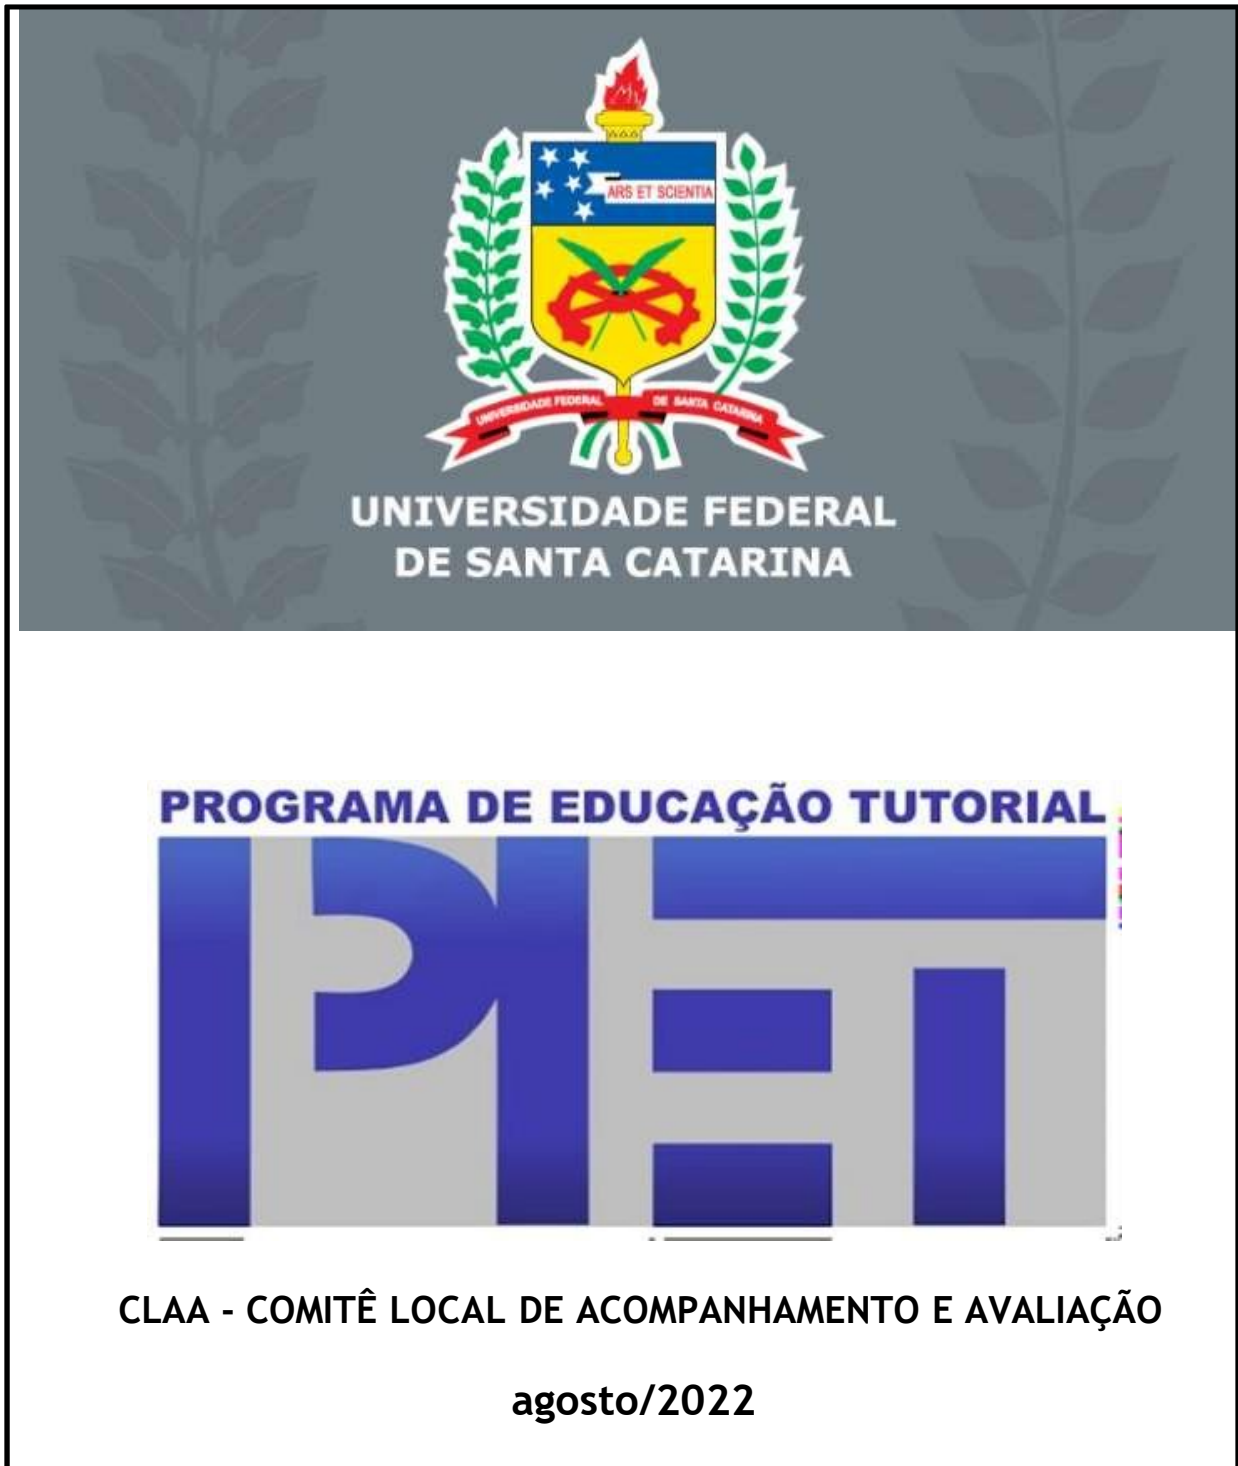 ARS ET SCIENTIA
UNIVERSIDADE FEDERAL DE SANTA CATARINA
UNIVERSIDADE FEDERAL
DE SANTA CATARINA
PROGRAMA DE EDUCAÇÃO TUTORIAL
PET
CLAA - COMITÊ LOCAL DE ACOMPANHAMENTO E AVALIAÇÃO
agosto/2022